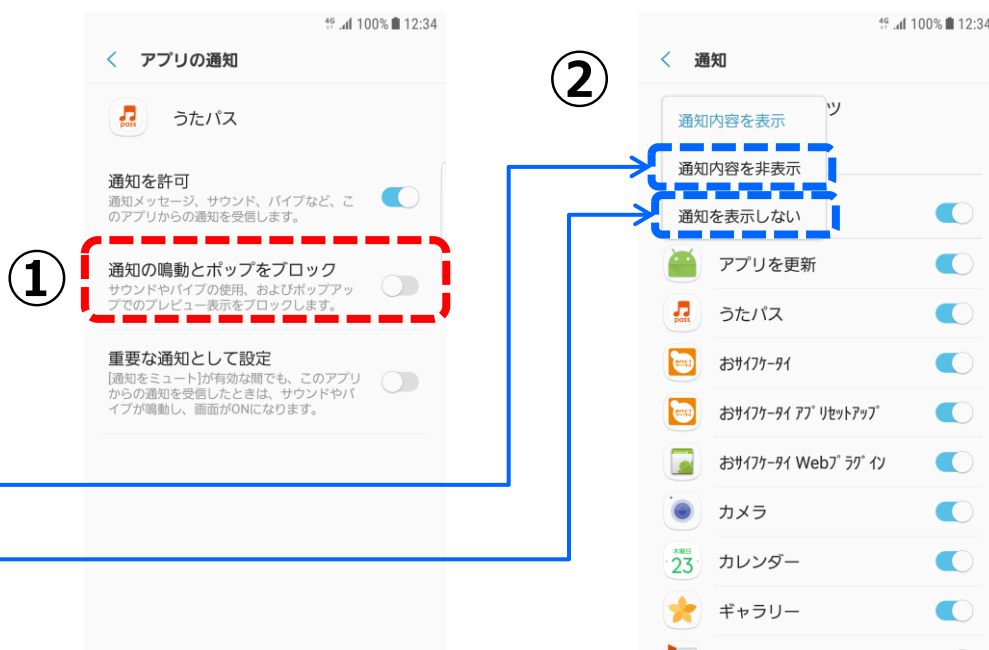 4G 100% 12:34
アプリの通知
pass
うたパス
通知を許可
通知メッセージ、サウンド、バイブなど、こ
のアプリからの通知を受信します。
①
通知の鳴動とポップをブロック
サウンドやバイブの使用、およびポップアッ
プでのプレビュー表示をブロックします。
重要な通知として設定
[通知をミュート]が有効な間でも、このアプリ
からの通知を受信したときは、サウンドやバ
イブが鳴動し、画面がONになります。
②
4G 100% 12:34
通知
ツ
通知内容を表示
通知内容を非表示
通知を表示しない
アプリを更新
pass
うたパス
おサイフケータイ
おサイフケータイ アプリセットアップ
おサイフケータイ Webプラグイン
カメラ
木曜日
23
カレンダー
ギャラリー